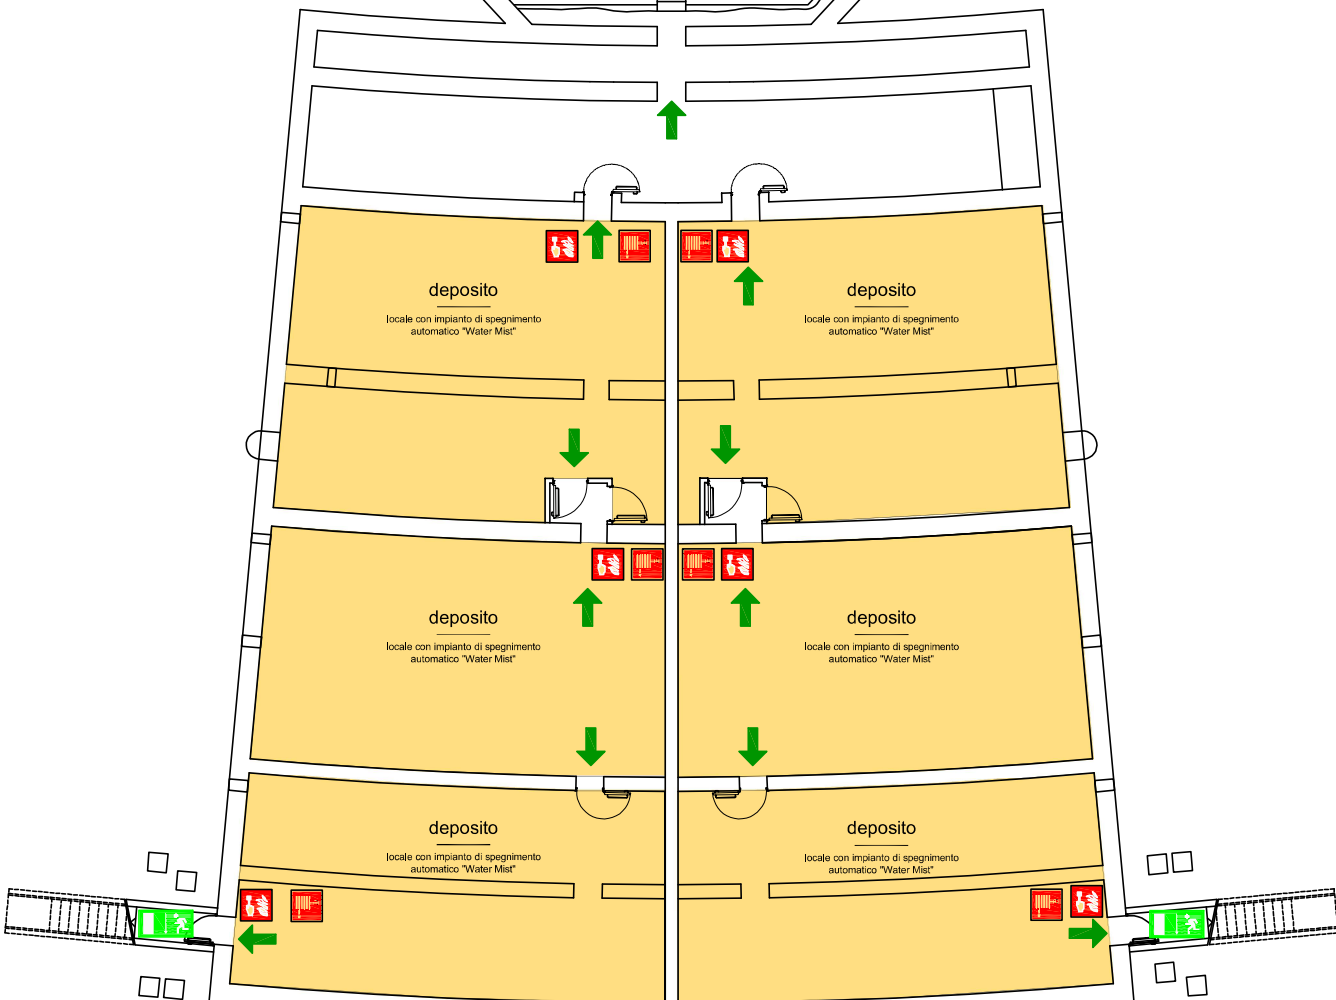 deposito
locale con impianto di spegnimento
automatico "Water Mist"
deposito
locale con impianto di spegnimento
automatico "Water Mist"
deposito
locale con impianto di spegnimento
automatico "Water Mist"
deposito
locale con impianto di spegnimento
automatico "Water Mist"
deposito
locale con impianto di spegnimento
automatico "Water Mist"
deposito
locale con impianto di spegnimento
automatico "Water Mist"